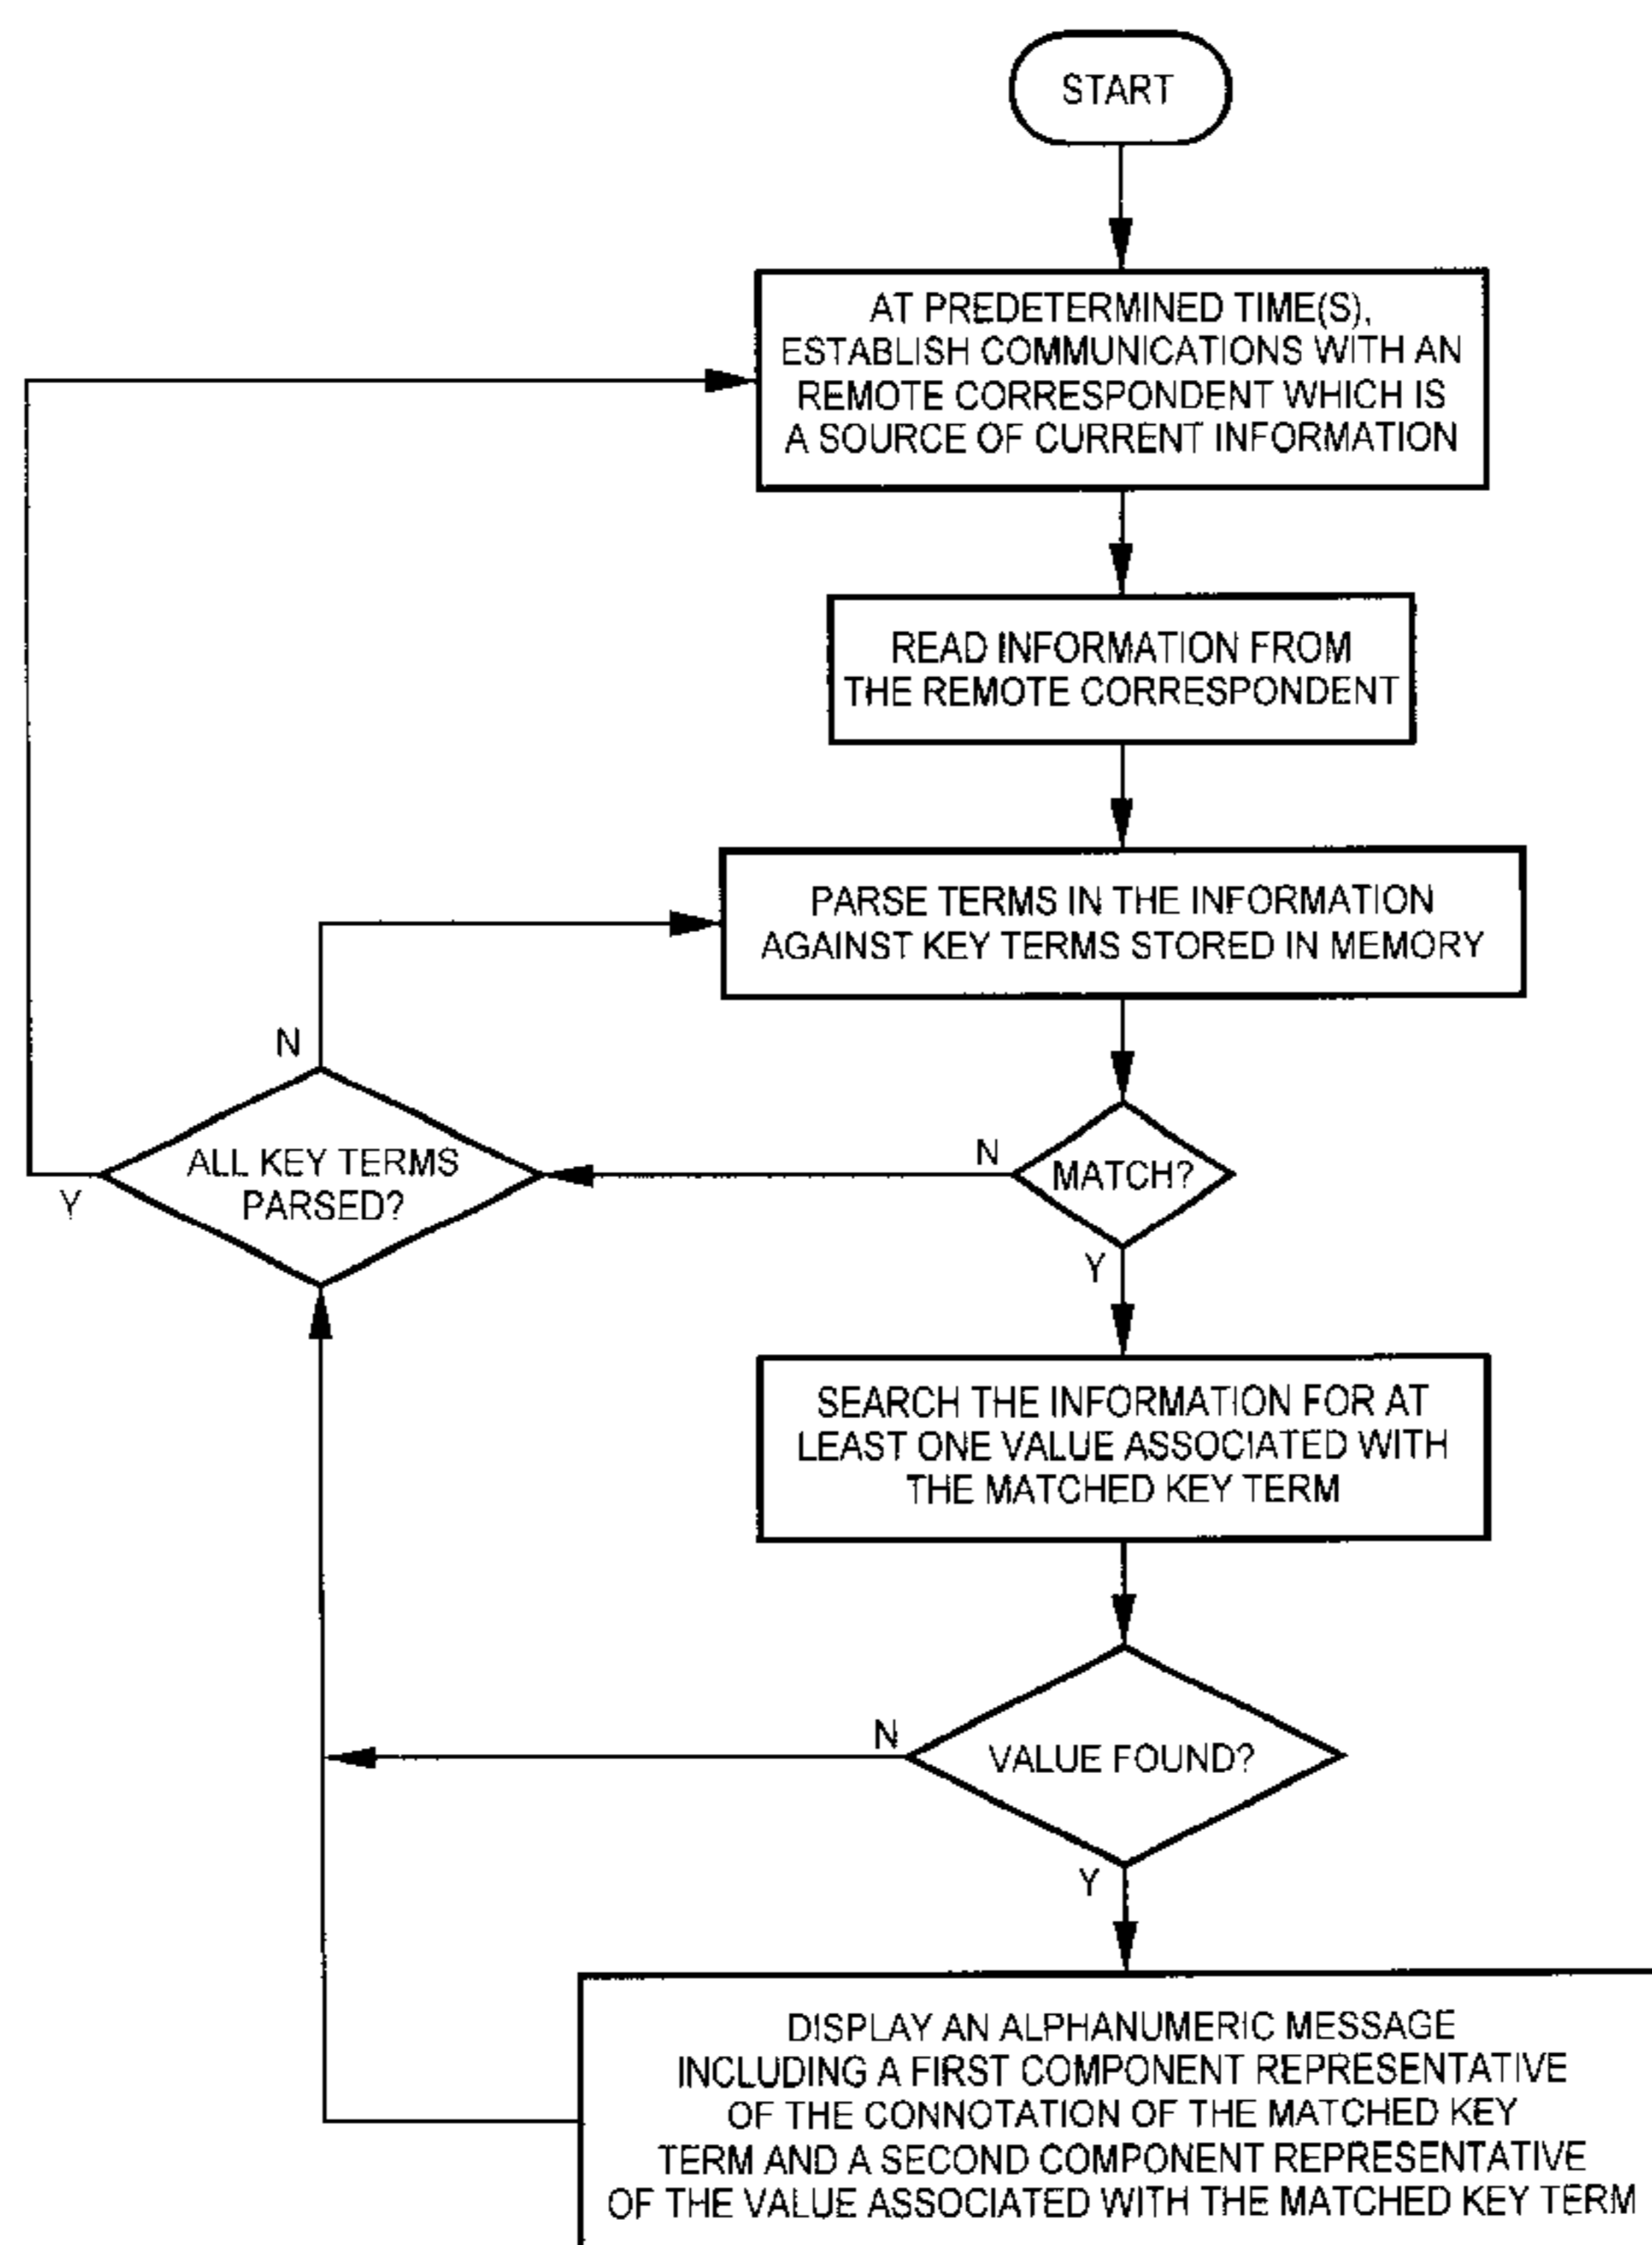 START
AT PREDETERMINED TIME(S),
ESTABLISH COMMUNICATIONS WITH AN
REMOTE CORRESPONDENT WHICH IS
A SOURCE OF CURRENT INFORMATION
READ INFORMATION FROM
THE REMOTE CORRESPONDENT
PARSE TERMS IN THE INFORMATION
AGAINST KEY TERMS STORED IN MEMORY
N
ALL KEY TERMS
PARSED?
Y
N
MATCH?
Y
SEARCH THE INFORMATION FOR AT
LEAST ONE VALUE ASSOCIATED WITH
THE MATCHED KEY TERM
N
VALUE FOUND?
Y
DISPLAY AN ALPHANUMERIC MESSAGE
INCLUDING A FIRST COMPONENT REPRESENTATIVE
OF THE CONNOTATION OF THE MATCHED KEY
TERM AND A SECOND COMPONENT REPRESENTATIVE
OF THE VALUE ASSOCIATED WITH THE MATCHED KEY TERM